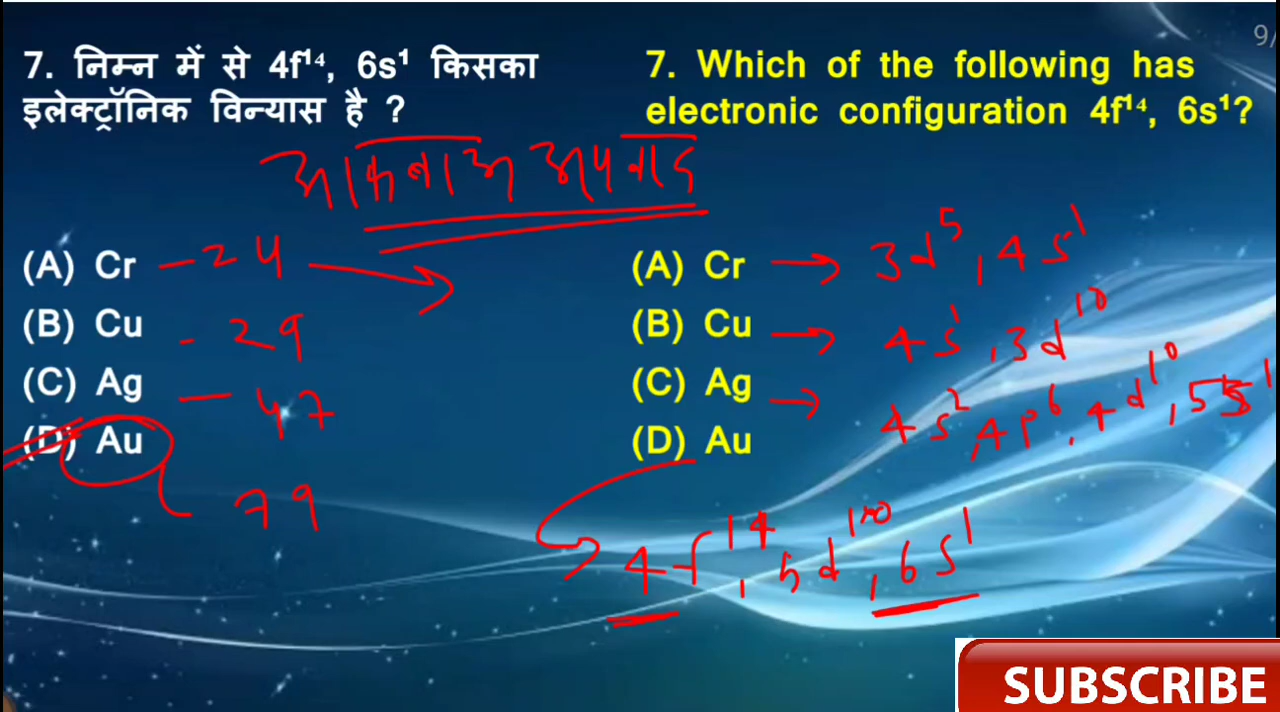 9/
7. निम्न में से 4f¹⁴, 6s¹ किसका
इलेक्ट्रॉनिक विन्यास है ?
7. Which of the following has
electronic configuration 4f¹⁴, 6s¹?
(A) Cr – 24
(B) Cu - 29
(C) Ag – 47
(D) Au
79
(A) Cr → 3d⁵, 4s¹
(B) Cu → 4s¹, 3d¹⁰
(C) Ag → 4s², 4p⁶, 4d¹⁰, 5s¹
(D) Au
4f¹⁴, 5d¹⁰, 6s¹
SUBSCRIBE